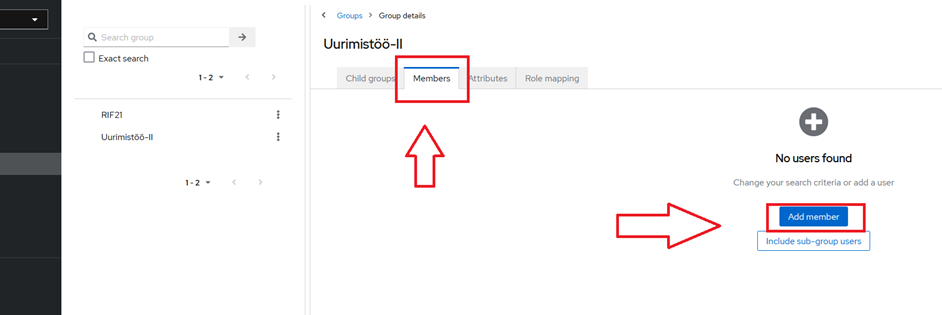 Groups > Group details
Uurimistöö-II
Search group
Exact search
1 - 2
RIF21
Uurimistöö-II
1 - 2
Child groups
Members
Attributes
Role mapping
No users found
Change your search criteria or add a user
Add member
Include sub-group users